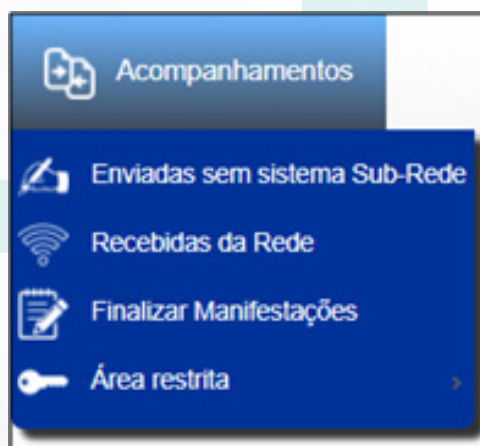 Acompanhamentos
Enviadas sem sistema Sub-Rede
Recebidas da Rede
Finalizar Manifestações
Área restrita